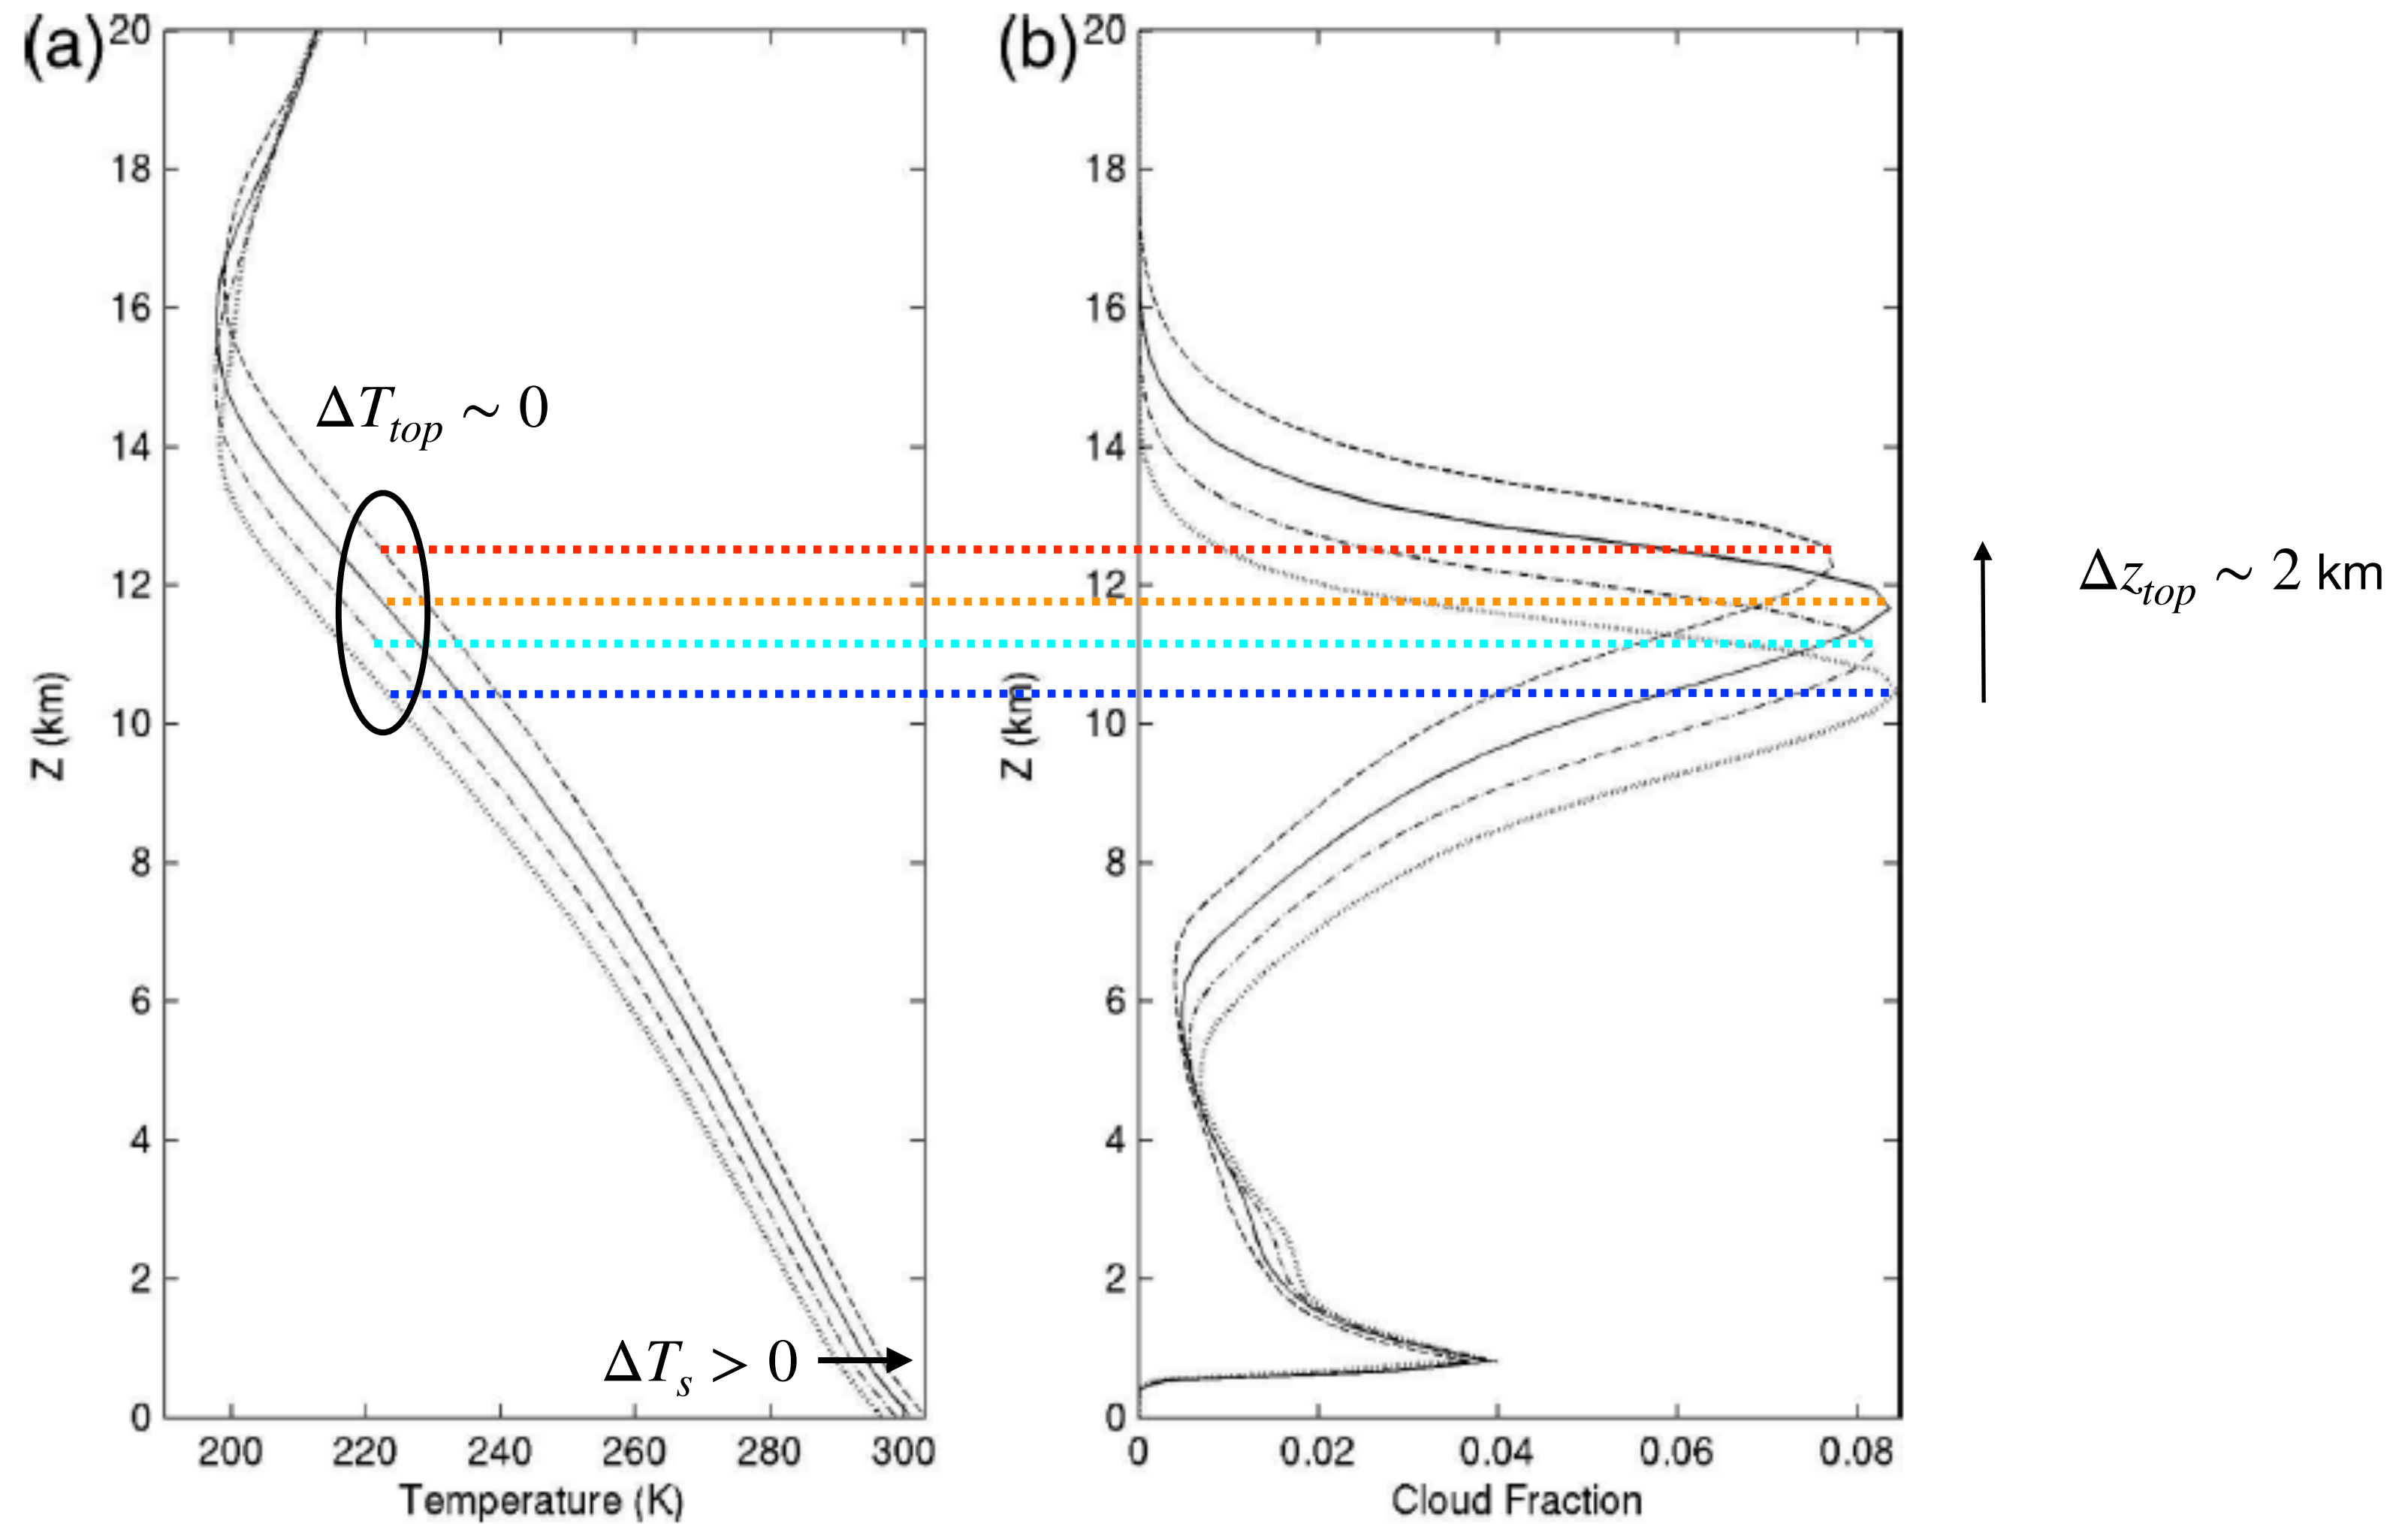 (a)
20
18
16
14
12
10
8
6
4
2
0
Z (km)
200 220 240 260 280 300
Temperature (K)
ΔT_top ~ 0
ΔT_s > 0
(b)
20
18
16
14
12
10
8
6
4
2
0
Z (km)
0 0.02 0.04 0.06 0.08
Cloud Fraction
Δz_top ~ 2 km